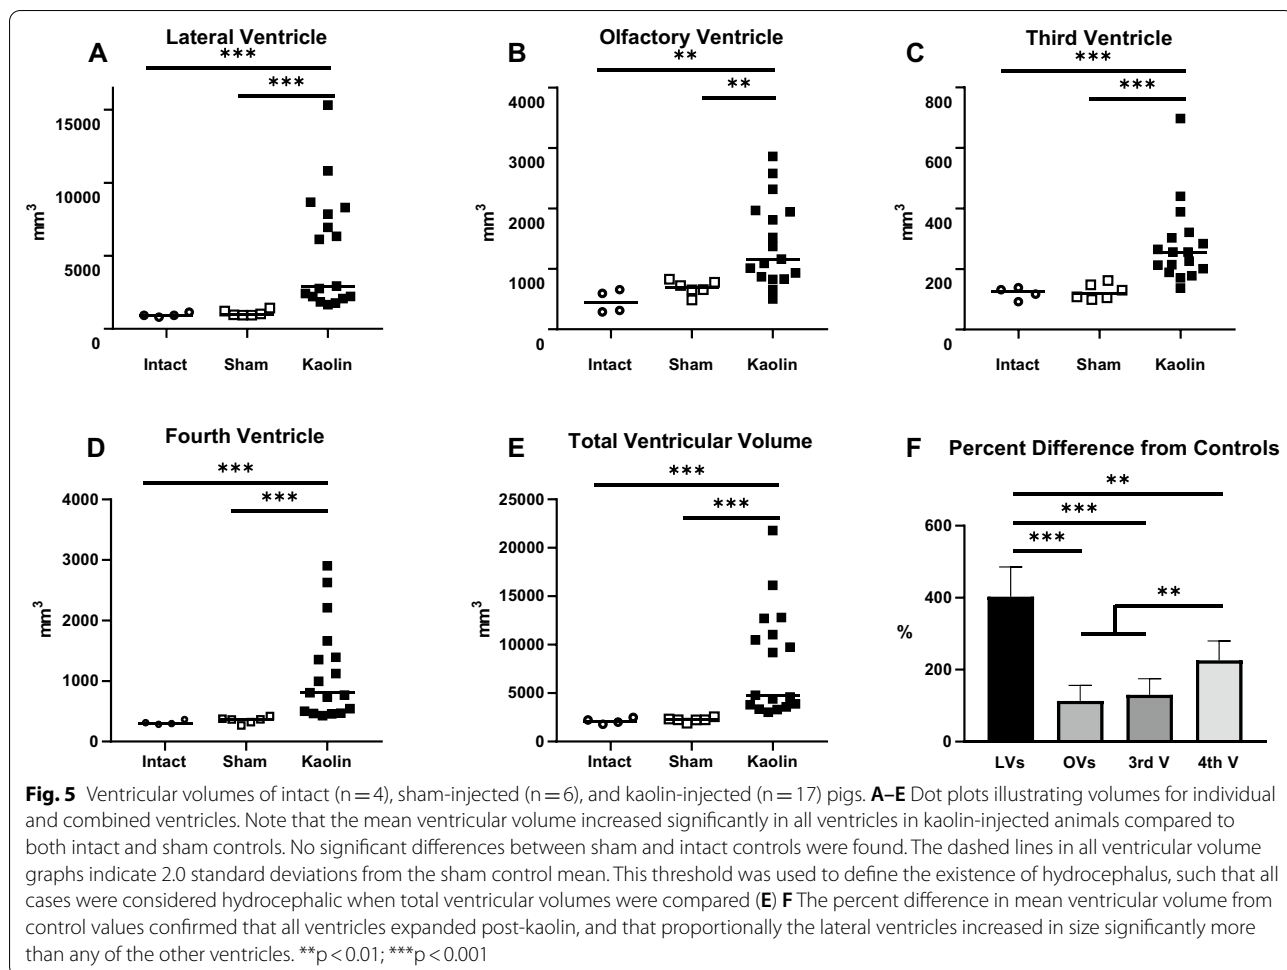 A
Lateral Ventricle
***
***
mm3
15000
10000
5000
0
Intact Sham Kaolin
B
Olfactory Ventricle
**
**
4000
3000
2000
1000
0
mm3
Intact Sham Kaolin
C
Third Ventricle
***
***
800
600
400
200
0
mm3
Intact Sham Kaolin
D
Fourth Ventricle
***
***
4000
3000
2000
1000
0
mm3
Intact Sham Kaolin
E
Total Ventricular Volume
***
***
25000
20000
15000
10000
5000
0
mm3
Intact Sham Kaolin
F
Percent Difference from Controls
**
***
***
**
600
400
200
0
%
LVs OVs 3rd V 4th V
Fig. 5 Ventricular volumes of intact (n = 4), sham-injected (n = 6), and kaolin-injected (n = 17) pigs. A–E Dot plots illustrating volumes for individual
and combined ventricles. Note that the mean ventricular volume increased significantly in all ventricles in kaolin-injected animals compared to
both intact and sham controls. No significant differences between sham and intact controls were found. The dashed lines in all ventricular volume
graphs indicate 2.0 standard deviations from the sham control mean. This threshold was used to define the existence of hydrocephalus, such that all
cases were considered hydrocephalic when total ventricular volumes were compared (E) F The percent difference in mean ventricular volume from
control values confirmed that all ventricles expanded post-kaolin, and that proportionally the lateral ventricles increased in size significantly more
than any of the other ventricles. **p < 0.01; ***p < 0.001